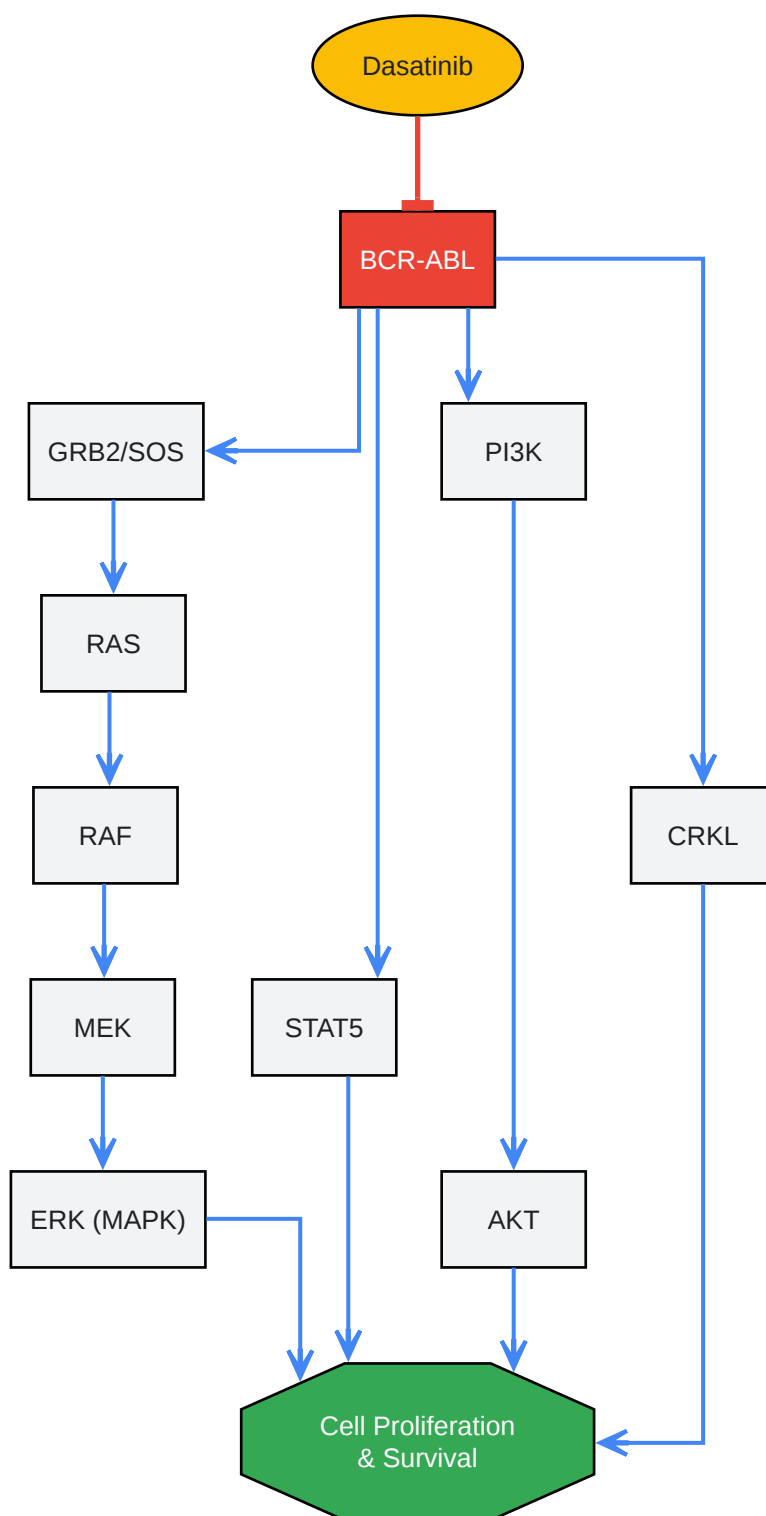 Dasatinib
BCR-ABL
GRB2/SOS
PI3K
RAS
RAF
CRKL
MEK
STAT5
ERK (MAPK)
AKT
Cell Proliferation
& Survival